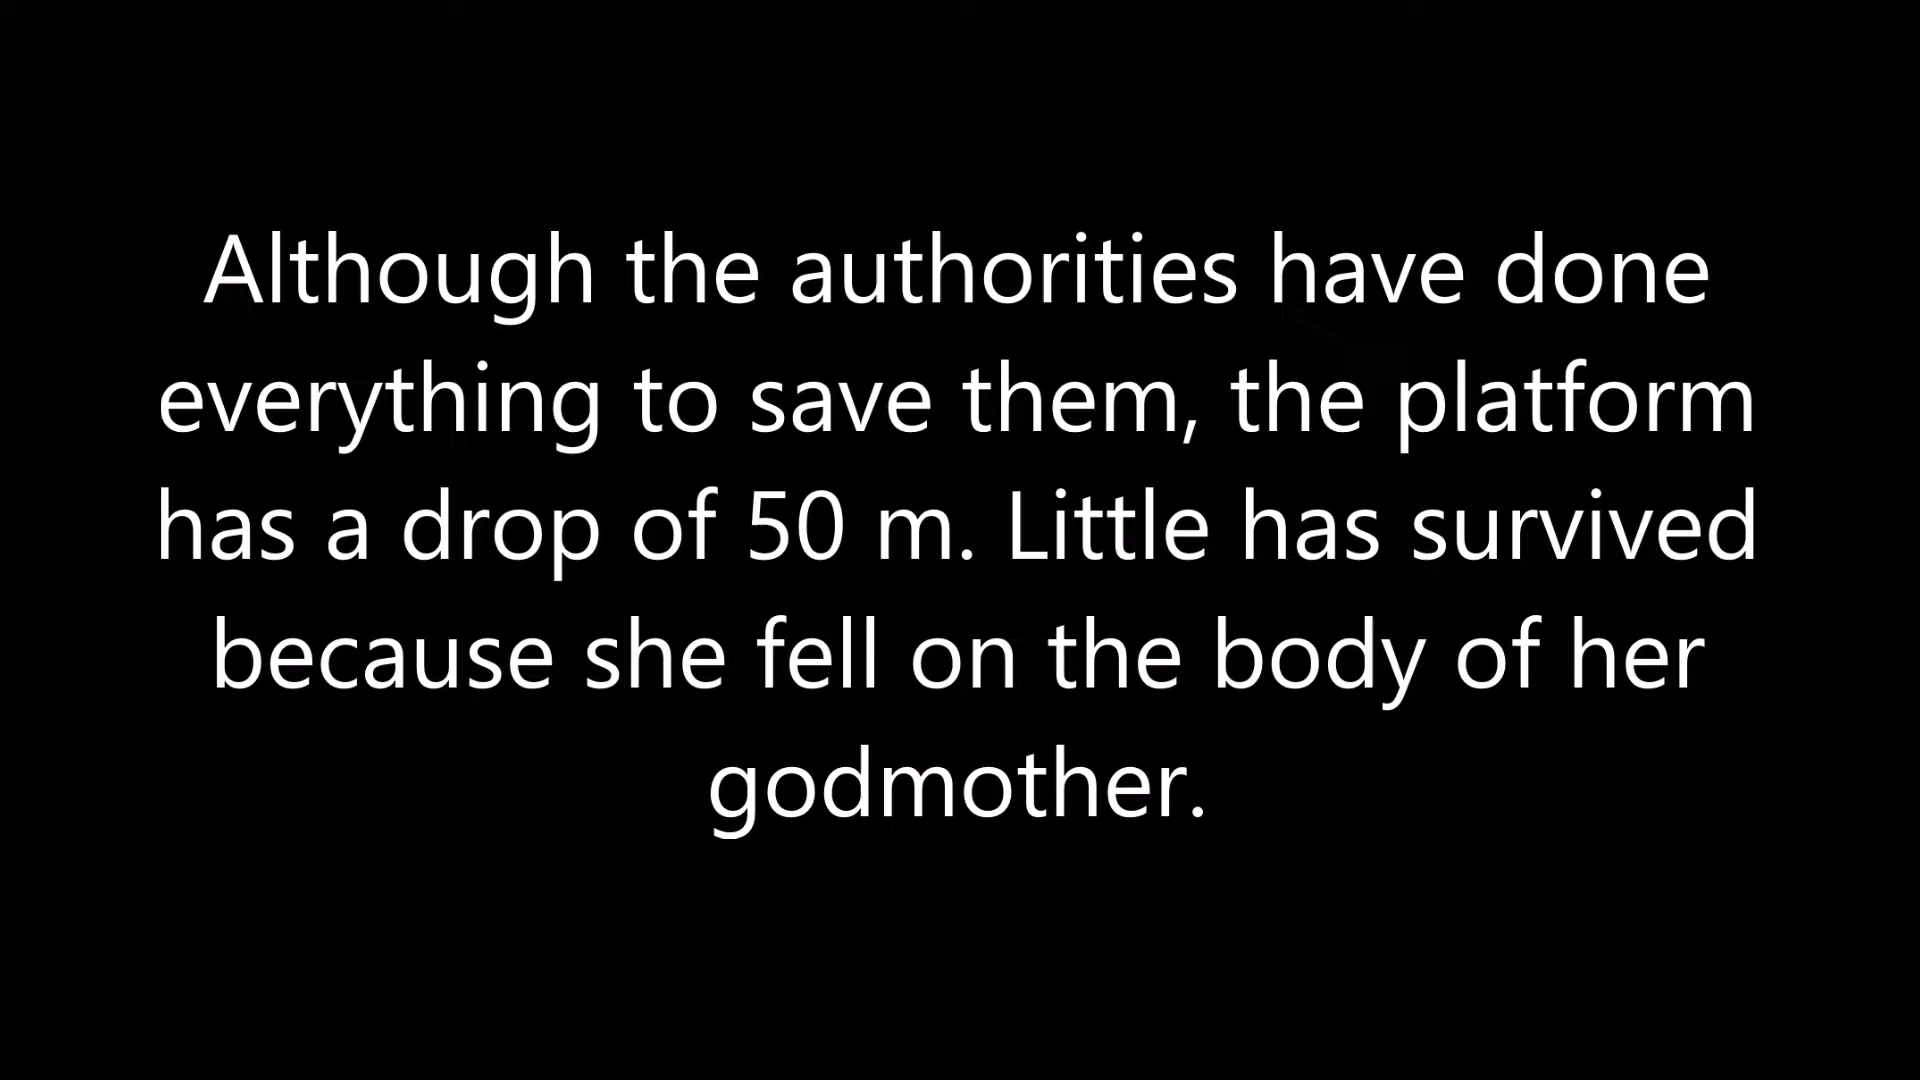 Although the authorities have done
everything to save them, the platform
has a drop of 50 m. Little has survived
because she fell on the body of her
godmother.